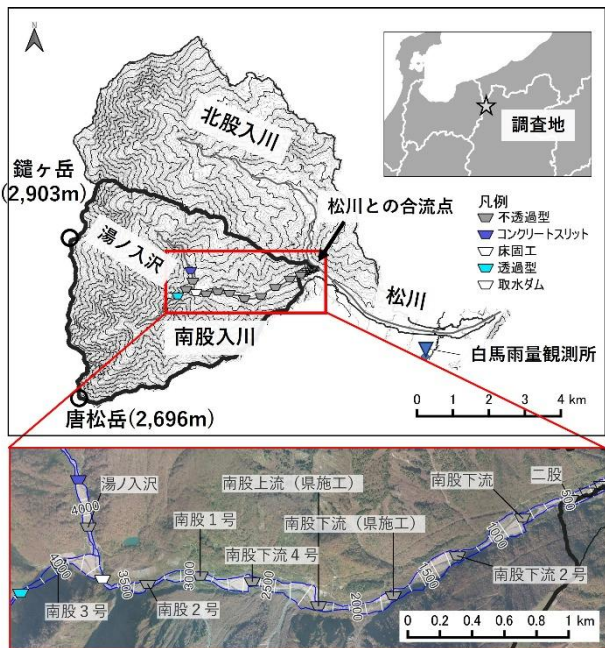 N
北股入川
調査地
鑓ヶ岳
(2,903m)
湯ノ入沢
松川との合流点
凡例
不透過型
コンクリートスリット
床固工
透過型
取水ダム
松川
南股入川
白馬雨量観測所
唐松岳(2,696m)
0 1 2 3 4 km
湯ノ入沢
南股上流（県施工）
南股下流
二股
南股1号
南股下流（県施工）
南股下流4号
4000
4000
3500
3000
2500
2000
1500
1000
500
南股3号
南股2号
南股下流2号
0 0.2 0.4 0.6 0.8 1 km